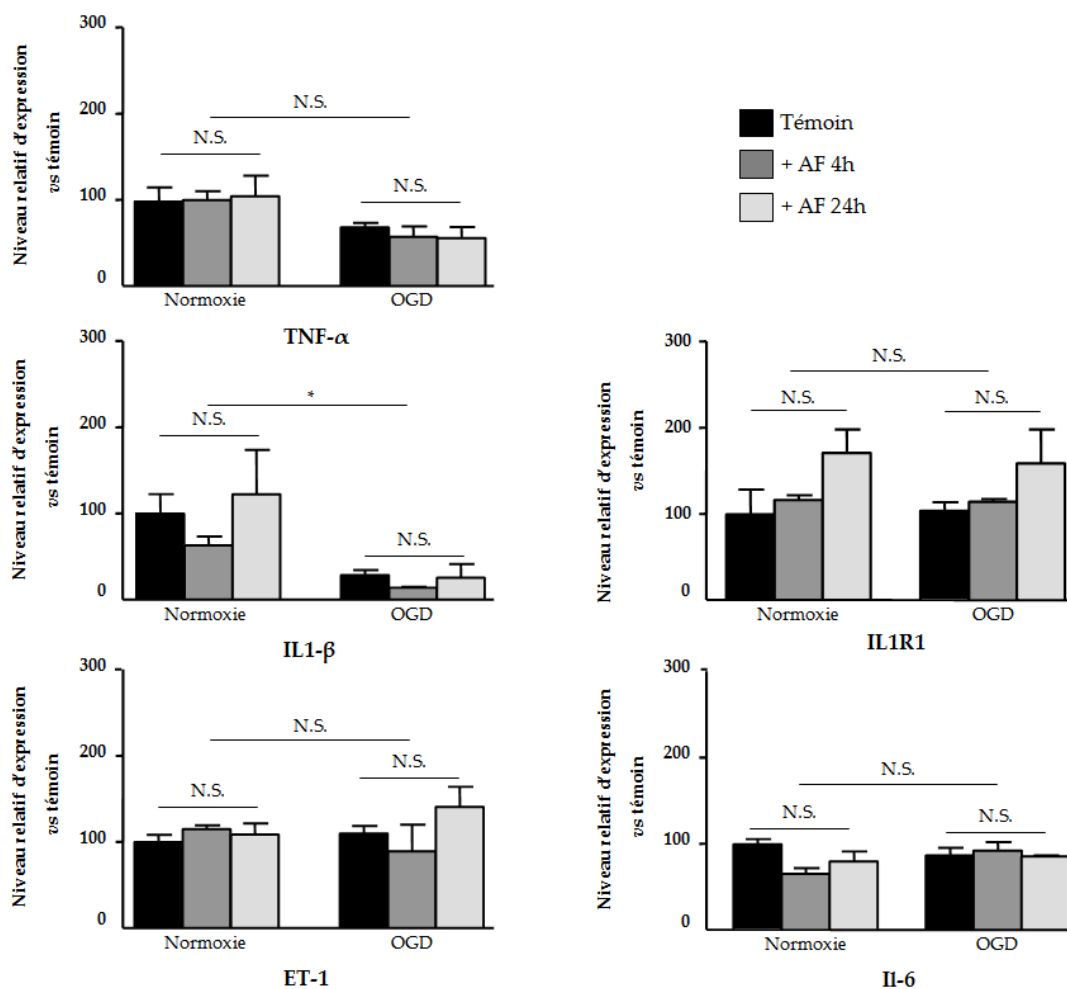 Niveau relatif d'expression
vs témoin
300
200
100
0
N.S.
N.S.
N.S.
Normoxie
OGD
TNF-α
Témoin
+ AF 4h
+ AF 24h
Niveau relatif d'expression
vs témoin
300
200
100
0
*
N.S.
N.S.
Normoxie
OGD
IL1-β
Niveau relatif d'expression
vs témoin
300
200
100
0
N.S.
N.S.
N.S.
Normoxie
OGD
IL1R1
Niveau relatif d'expression
vs témoin
300
200
100
0
N.S.
N.S.
N.S.
Normoxie
OGD
ET-1
Niveau relatif d'expression
vs témoin
300
200
100
0
N.S.
N.S.
N.S.
Normoxie
OGD
Il-6